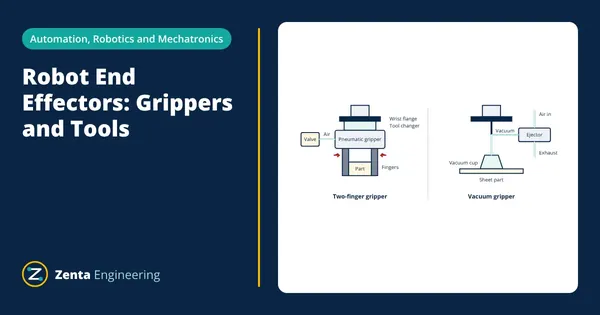 Automation, Robotics and Mechatronics
Robot End
Effectors: Grippers
and Tools
Zenta Engineering
Wrist flange
Tool changer
Valve
Air
Pneumatic gripper
Part
Fingers
Two-finger gripper
Air in
Vacuum
Ejector
Exhaust
Vacuum cup
Sheet part
Vacuum gripper